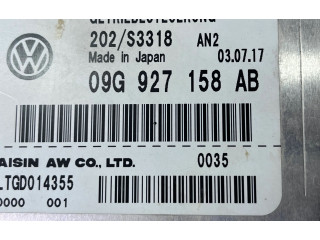 GETRIEBESTEUERUNG
202/S3318 AN2
Made in Japan 03.07.17
09G 927 158 AB
AISIN AW CO., LTD. 0035
LTGD014355
0000 001